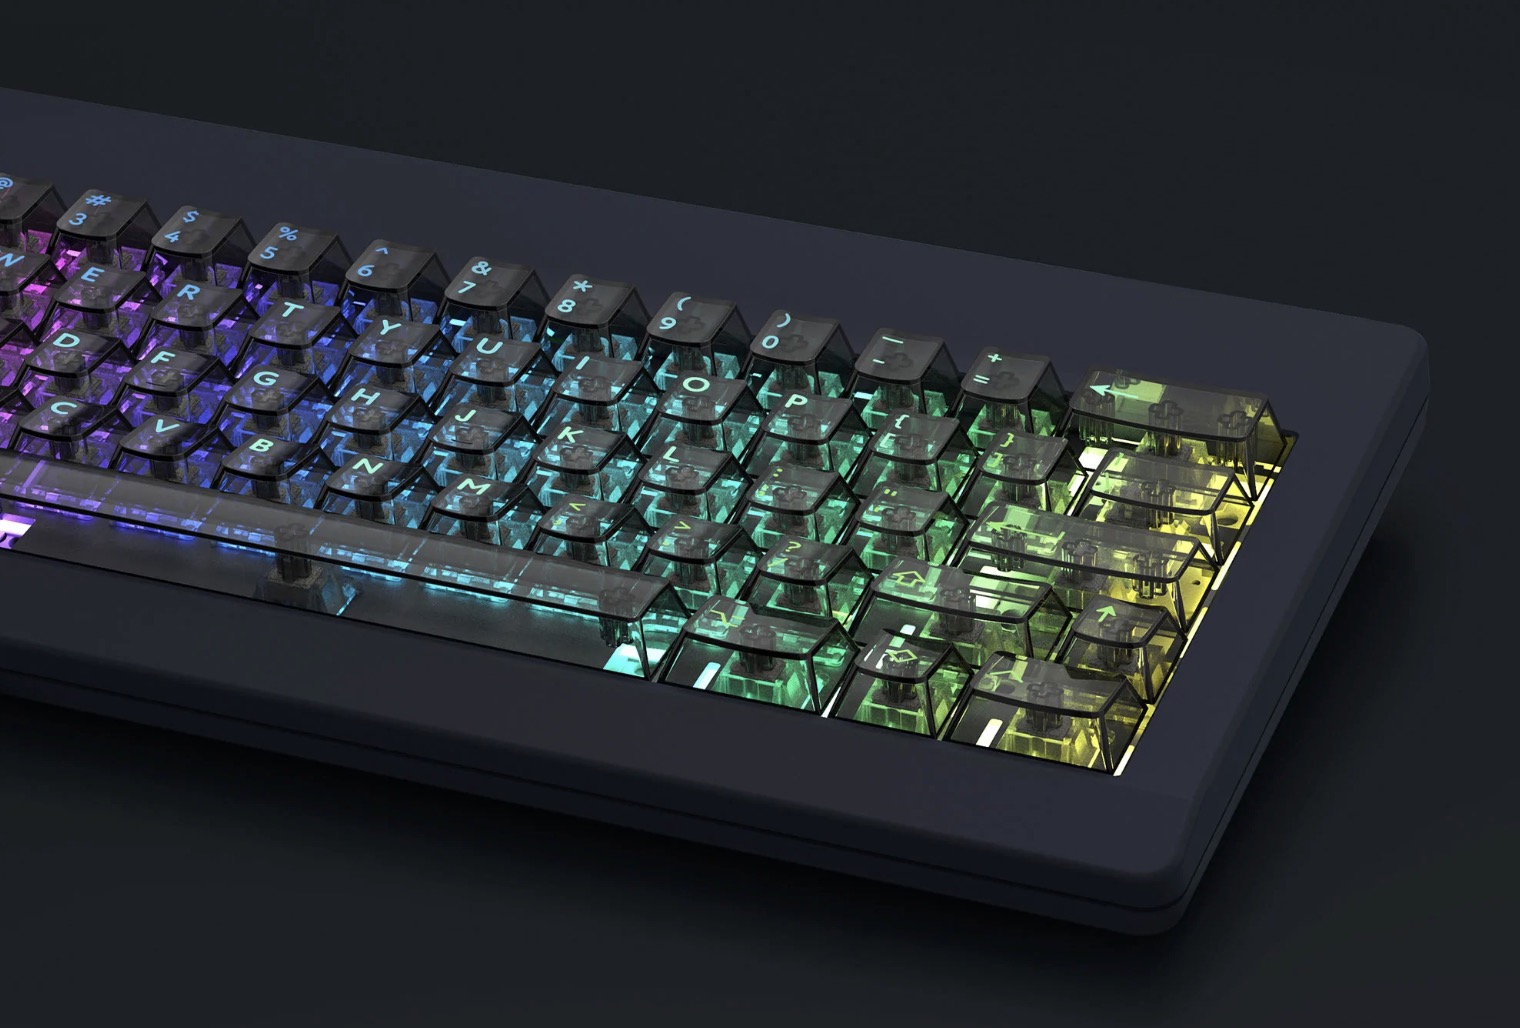 @ # $ % ^ & * ( ) _ +
3 4 5 6 7 8 9 0 - = ←
W E R T Y U I O P { }
[
D F G H J K L : "
; '
C V B N M < > ?
↑